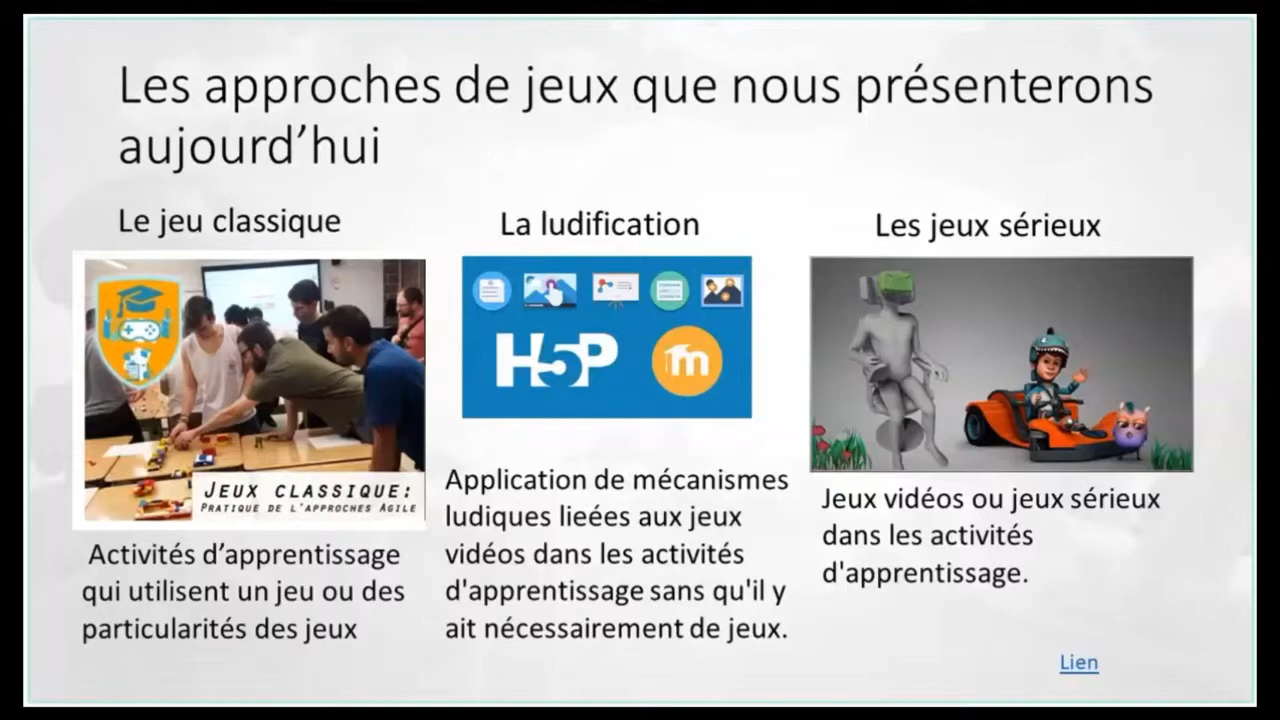 Les approches de jeux que nous présenterons
aujourd’hui
Le jeu classique
JEUX CLASSIQUE:
PRATIQUE DE L'APPROCHES AGILE
Activités d’apprentissage
qui utilisent un jeu ou des
particularités des jeux
La ludification
H5P
m
Application de mécanismes
ludiques lieées aux jeux
vidéos dans les activités
d'apprentissage sans qu'il y
ait nécessairement de jeux.
Les jeux sérieux
Jeux vidéos ou jeux sérieux
dans les activités
d'apprentissage.
Lien